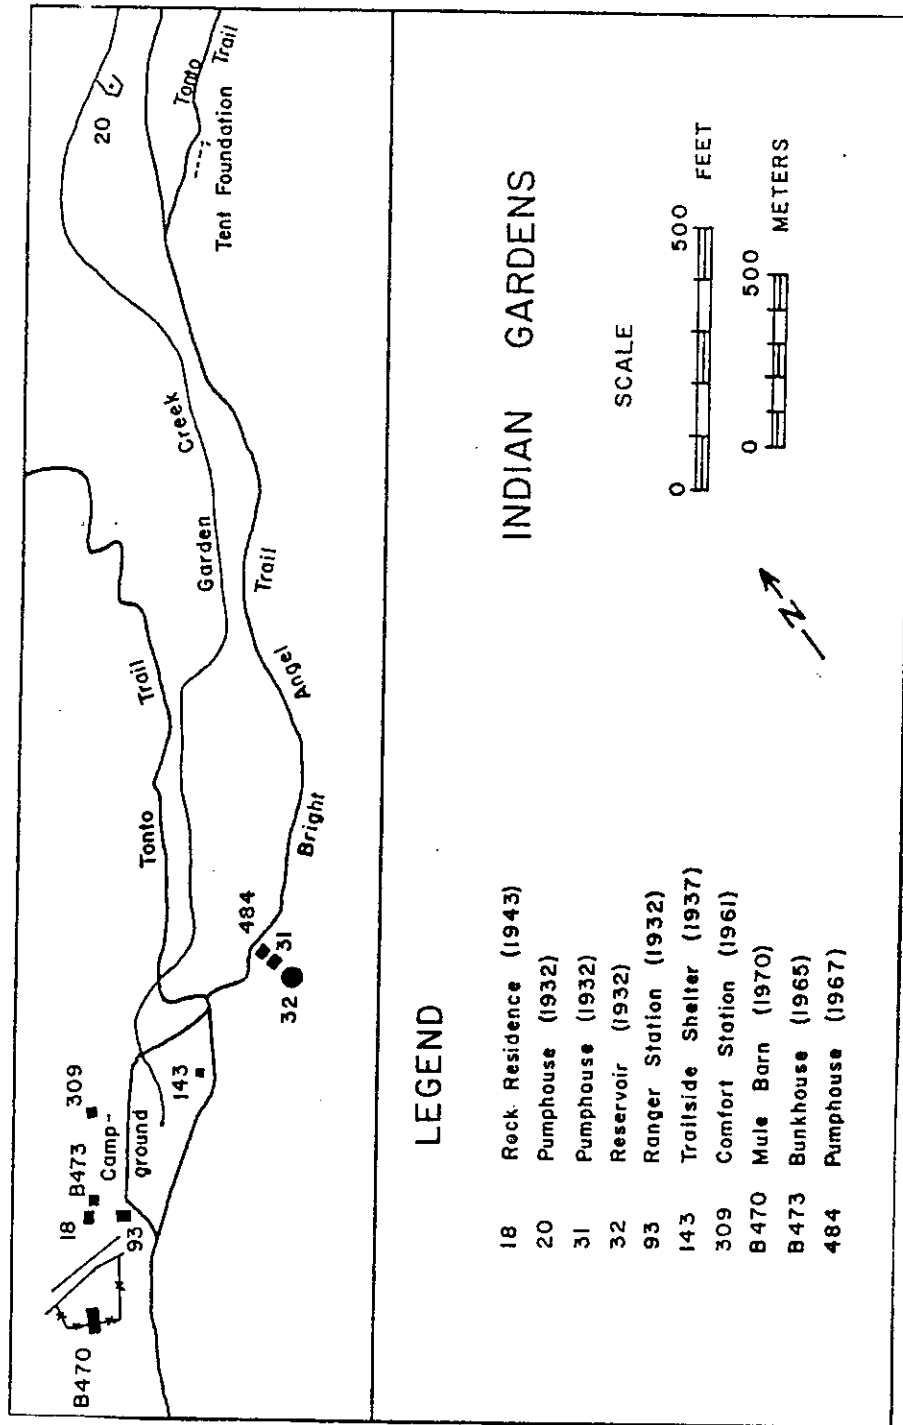 20
Tonto Trail
Tent Foundation
Garden Creek
Tonto Trail
Bright Angel Trail
484
31
32
143
309
Camp-
ground
B473
18
93
B470
INDIAN GARDENS
SCALE
0 500 FEET
0 500 METERS
N
LEGEND
18 Rock Residence (1943)
20 Pumphouse (1932)
31 Pumphouse (1932)
32 Reservoir (1932)
93 Ranger Station (1932)
143 Trailside Shelter (1937)
309 Comfort Station (1961)
B470 Mule Barn (1970)
B473 Bunkhouse (1965)
484 Pumphouse (1967)